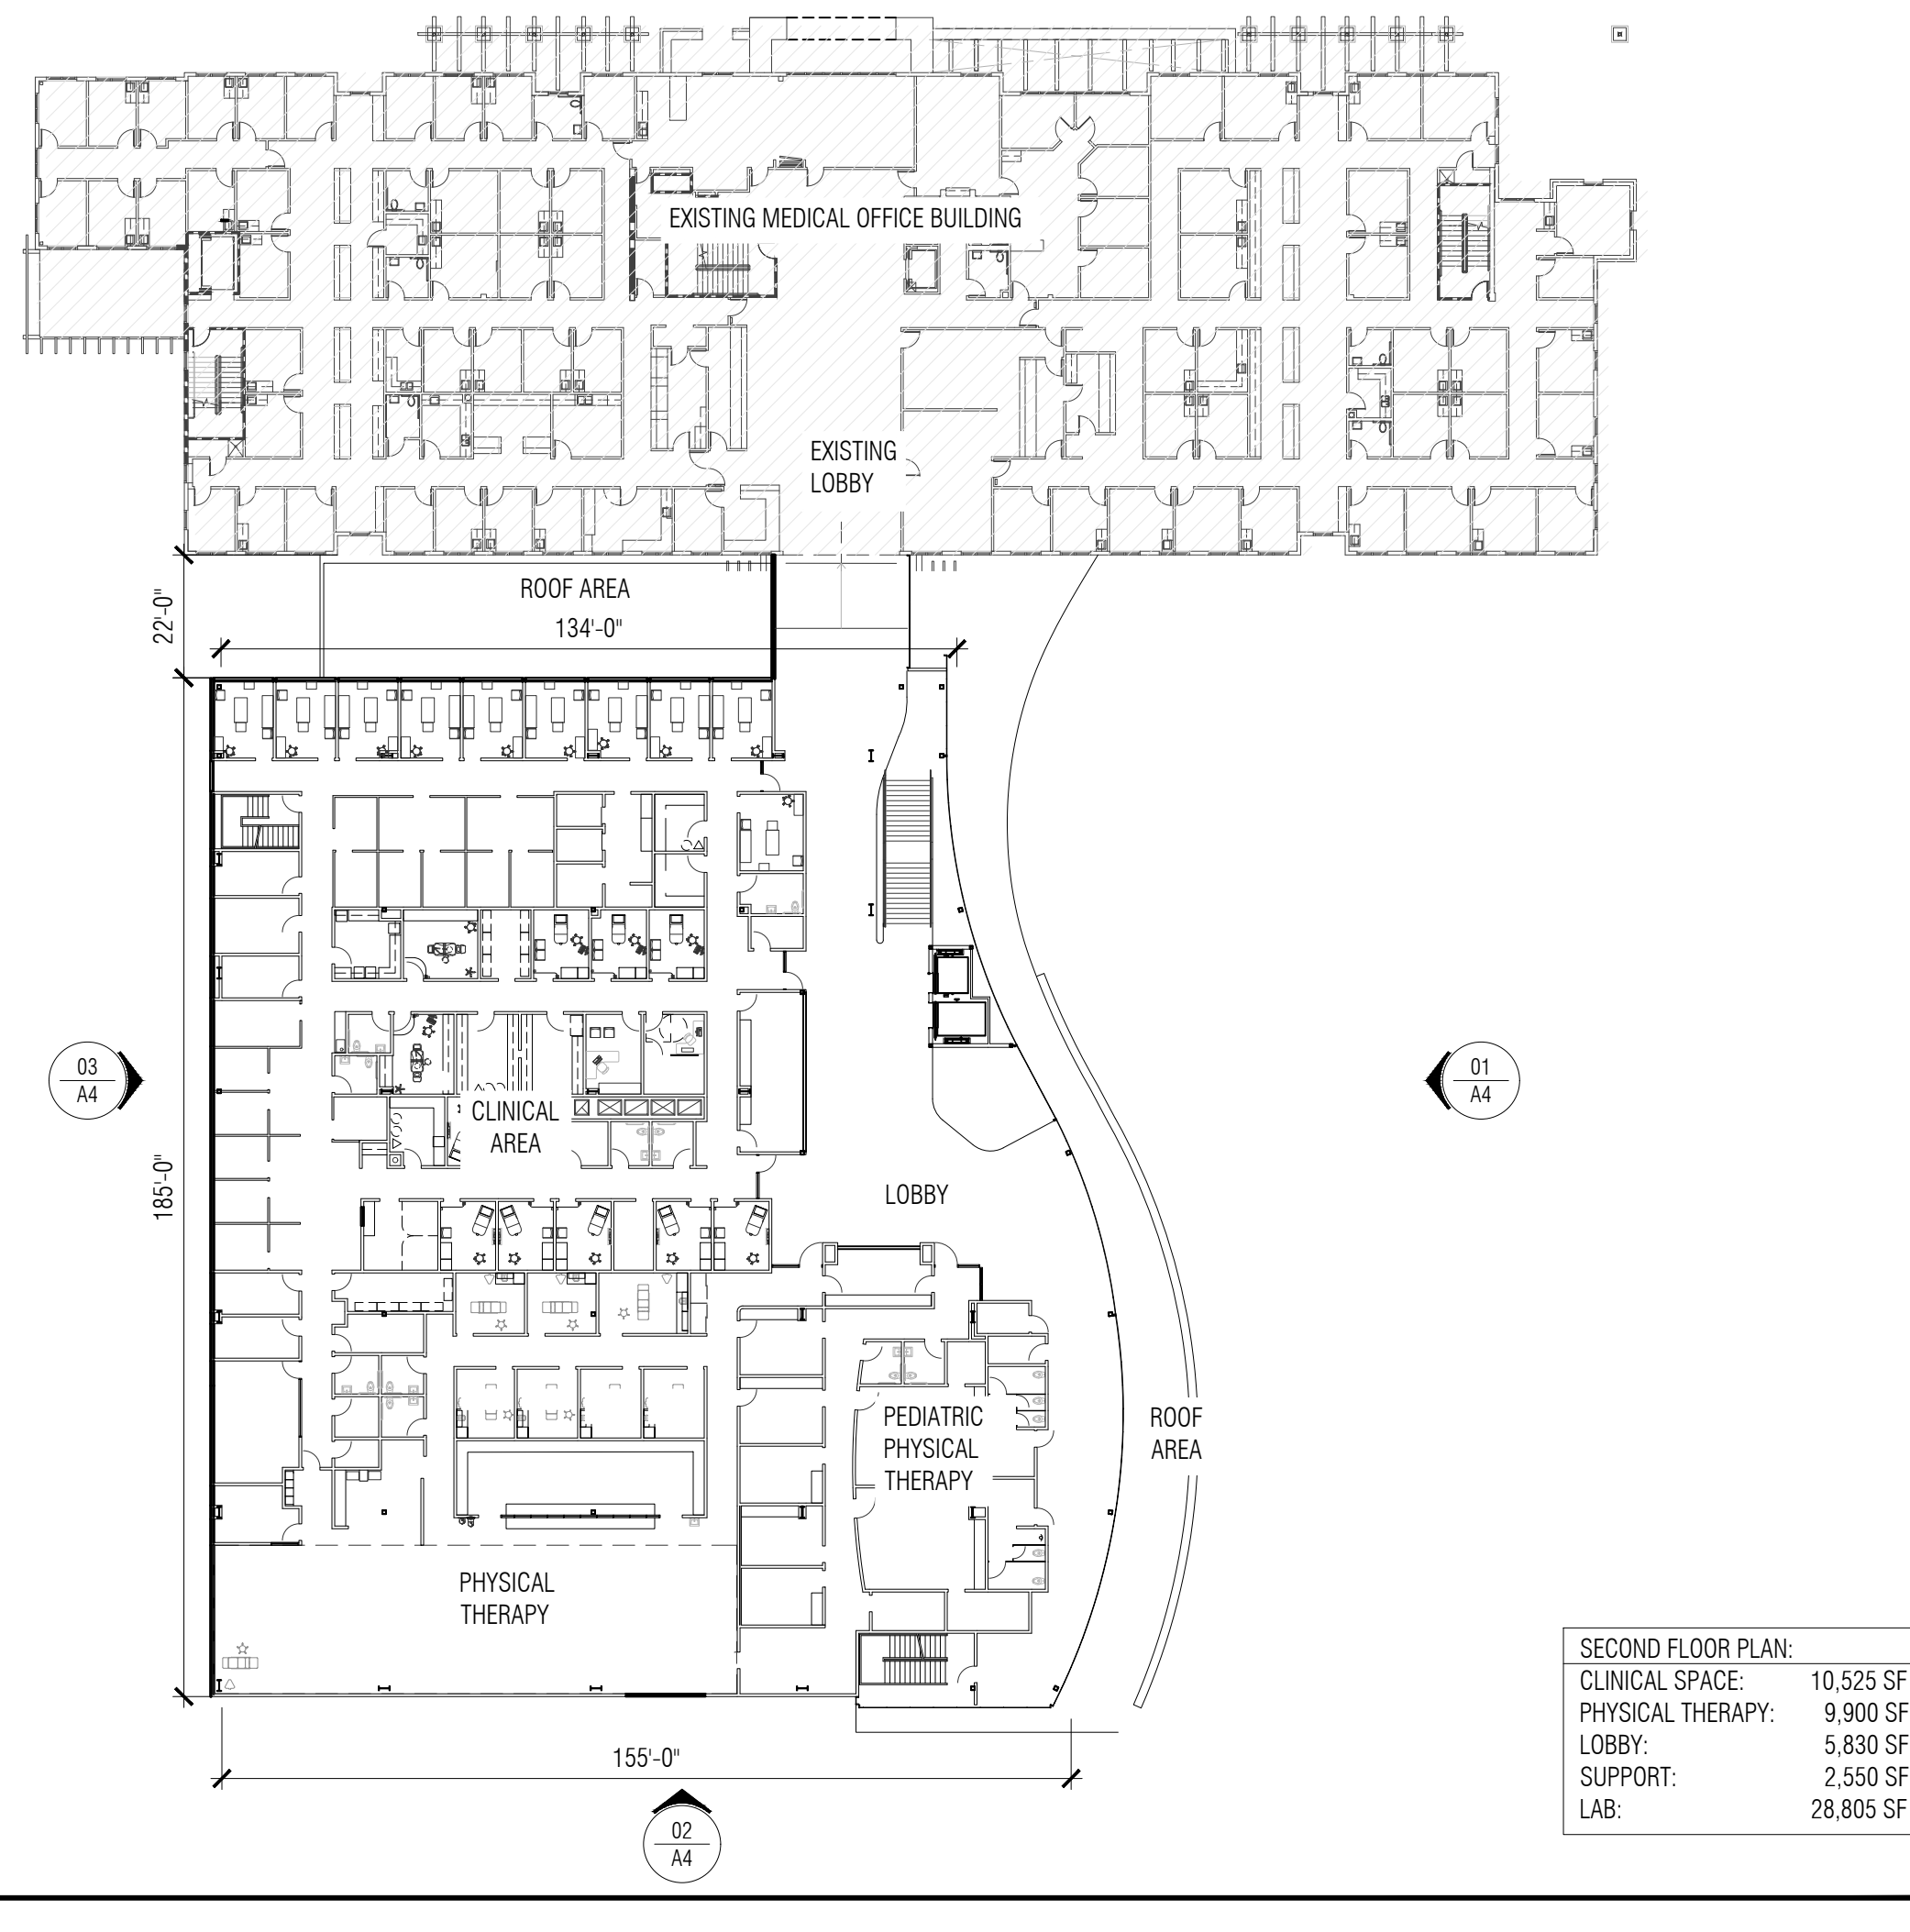 EXISTING MEDICAL OFFICE BUILDING
EXISTING
LOBBY
ROOF AREA
22'-0"
134'-0"
03
A4
01
A4
CLINICAL
AREA
185'-0"
LOBBY
PEDIATRIC
PHYSICAL
THERAPY
ROOF
AREA
PHYSICAL
THERAPY
155'-0"
02
A4
SECOND FLOOR PLAN:
CLINICAL SPACE: 10,525 SF
PHYSICAL THERAPY: 9,900 SF
LOBBY: 5,830 SF
SUPPORT: 2,550 SF
LAB: 28,805 SF